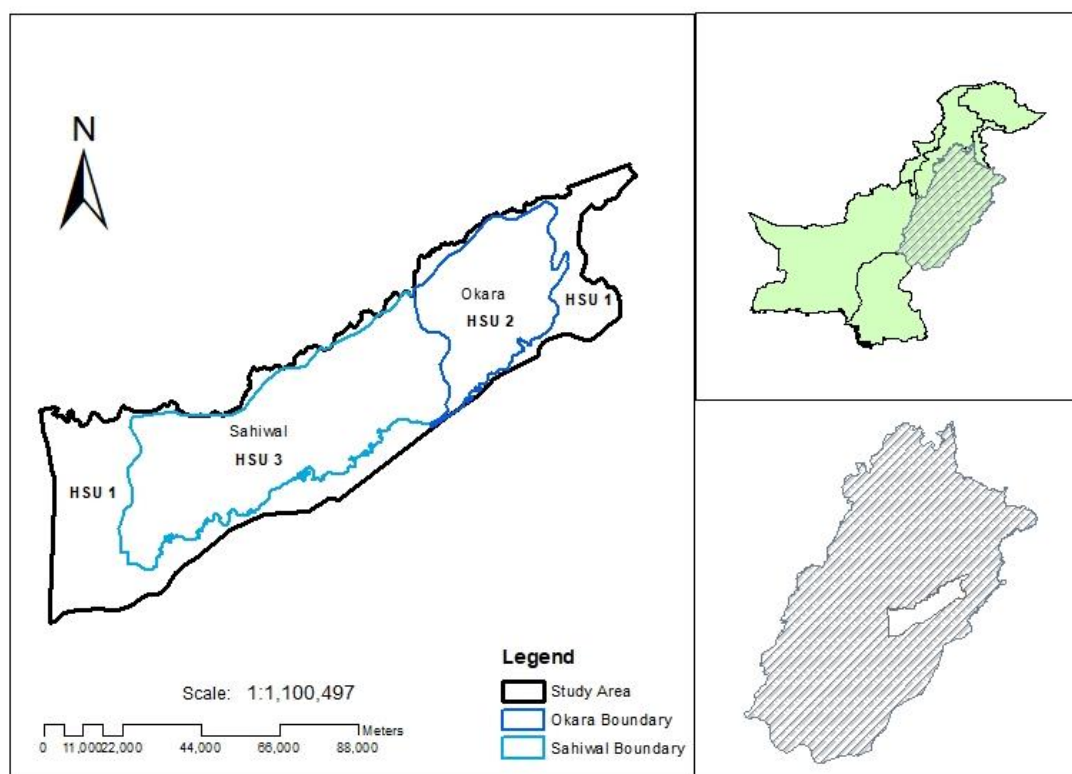 N
Okara
HSU 2
HSU 1
Sahiwal
HSU 3
HSU 1
Scale: 1:1,100,497
Meters
0 11,000 22,000 44,000 66,000 88,000
Legend
Study Area
Okara Boundary
Sahiwal Boundary